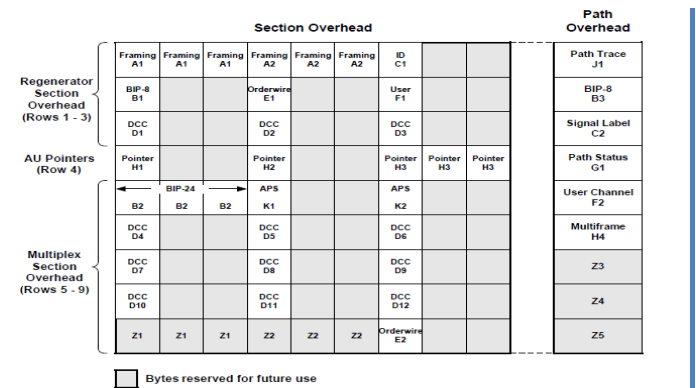 Section Overhead
Path
Overhead
Framing Framing Framing Framing Framing Framing ID
A1 A1 A1 A2 A2 A2 C1
Path Trace
J1
Regenerator
Section
Overhead
(Rows 1 - 3)
BIP-8 Orderwire User
B1 E1 F1
BIP-8
B3
DCC DCC DCC
D1 D2 D3
Signal Label
C2
AU Pointers
(Row 4)
Pointer Pointer Pointer Pointer Pointer
H1 H2 H3 H3 H3
Path Status
G1
BIP-24 APS APS
B2 B2 B2 K1 K2
User Channel
F2
Multiplex
Section
Overhead
(Rows 5 - 9)
DCC DCC DCC
D4 D5 D6
Multiframe
H4
DCC DCC DCC
D7 D8 D9
Z3
DCC DCC DCC
D10 D11 D12
Z4
Z1 Z1 Z1 Z2 Z2 Z2 Orderwire
E2
Z5
Bytes reserved for future use